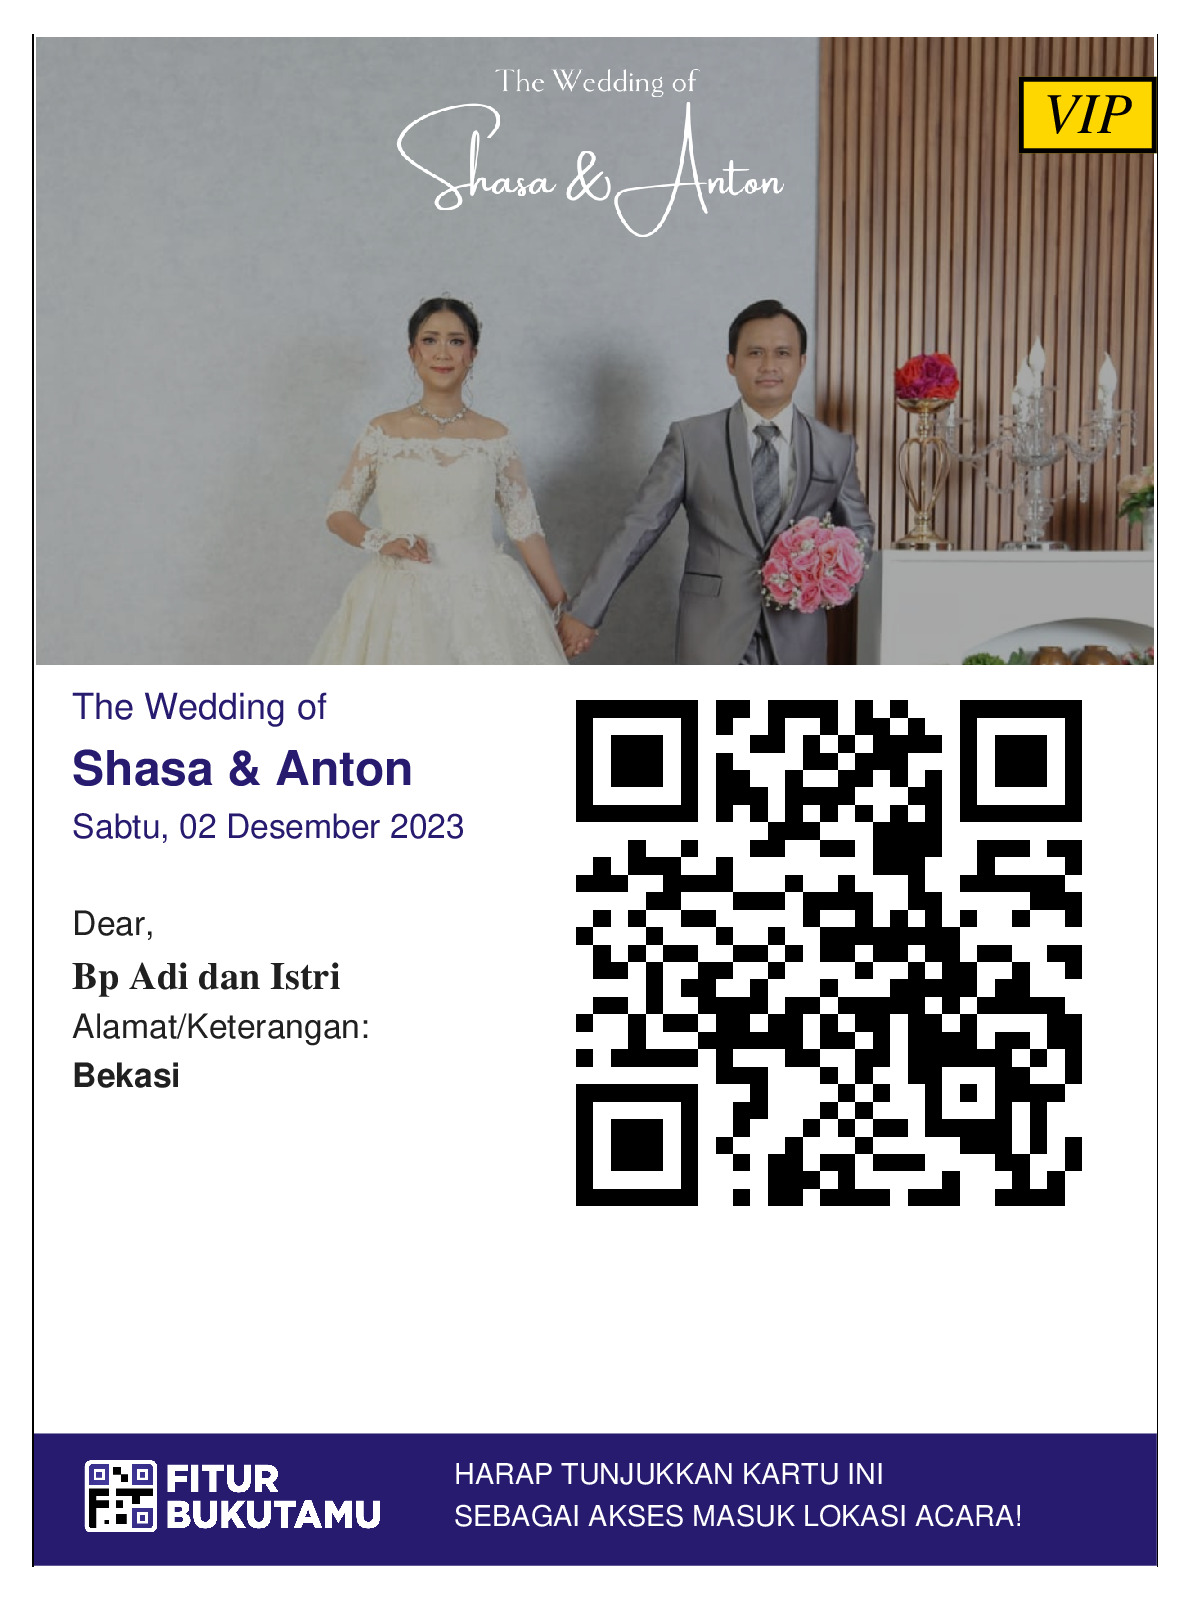 The Wedding of
Shasa & Anton
VIP
The Wedding of
Shasa & Anton
Sabtu, 02 Desember 2023
Dear,
Bp Adi dan Istri
Alamat/Keterangan:
Bekasi
FITUR
BUKUTAMU
HARAP TUNJUKKAN KARTU INI
SEBAGAI AKSES MASUK LOKASI ACARA!